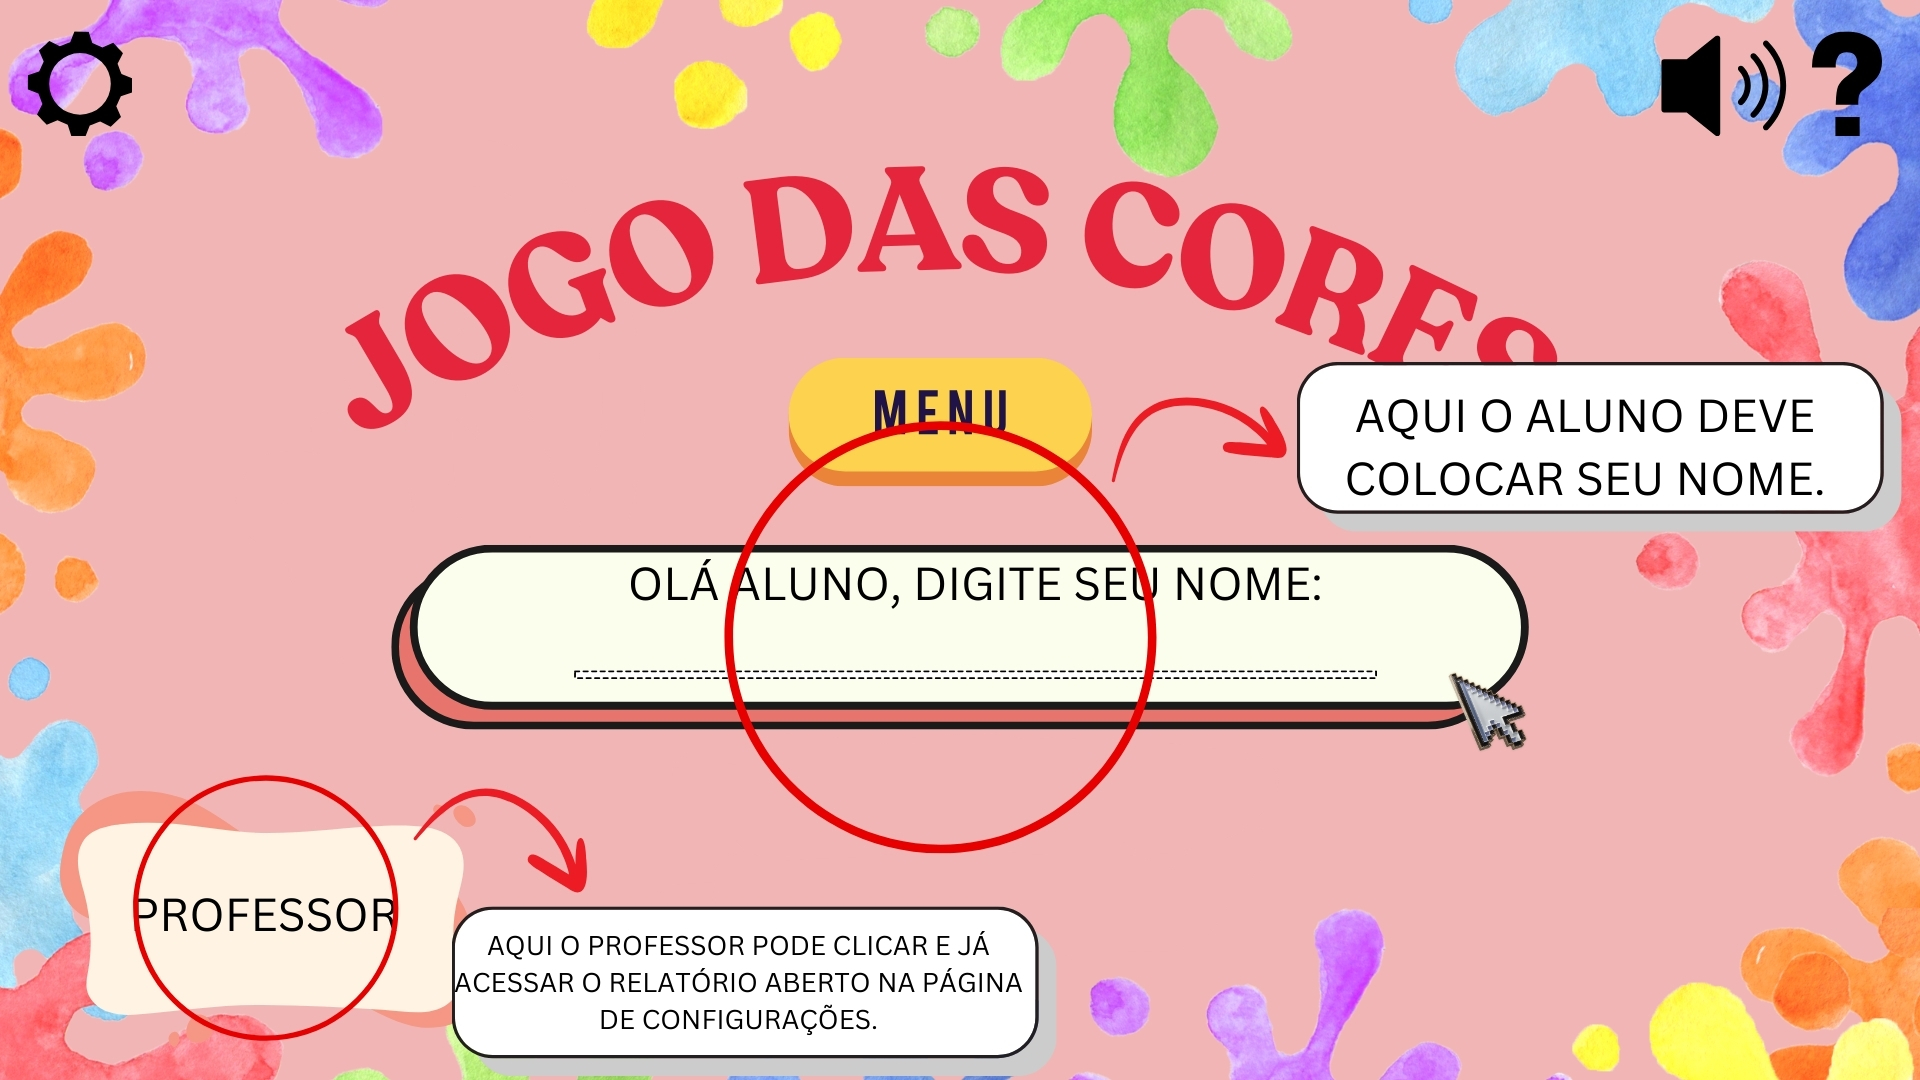 ?
JOGO DAS CORES
MENU
AQUI O ALUNO DEVE
COLOCAR SEU NOME.
OLÁ ALUNO, DIGITE SEU NOME:
PROFESSOR
AQUI O PROFESSOR PODE CLICAR E JÁ
ACESSAR O RELATÓRIO ABERTO NA PÁGINA
DE CONFIGURAÇÕES.